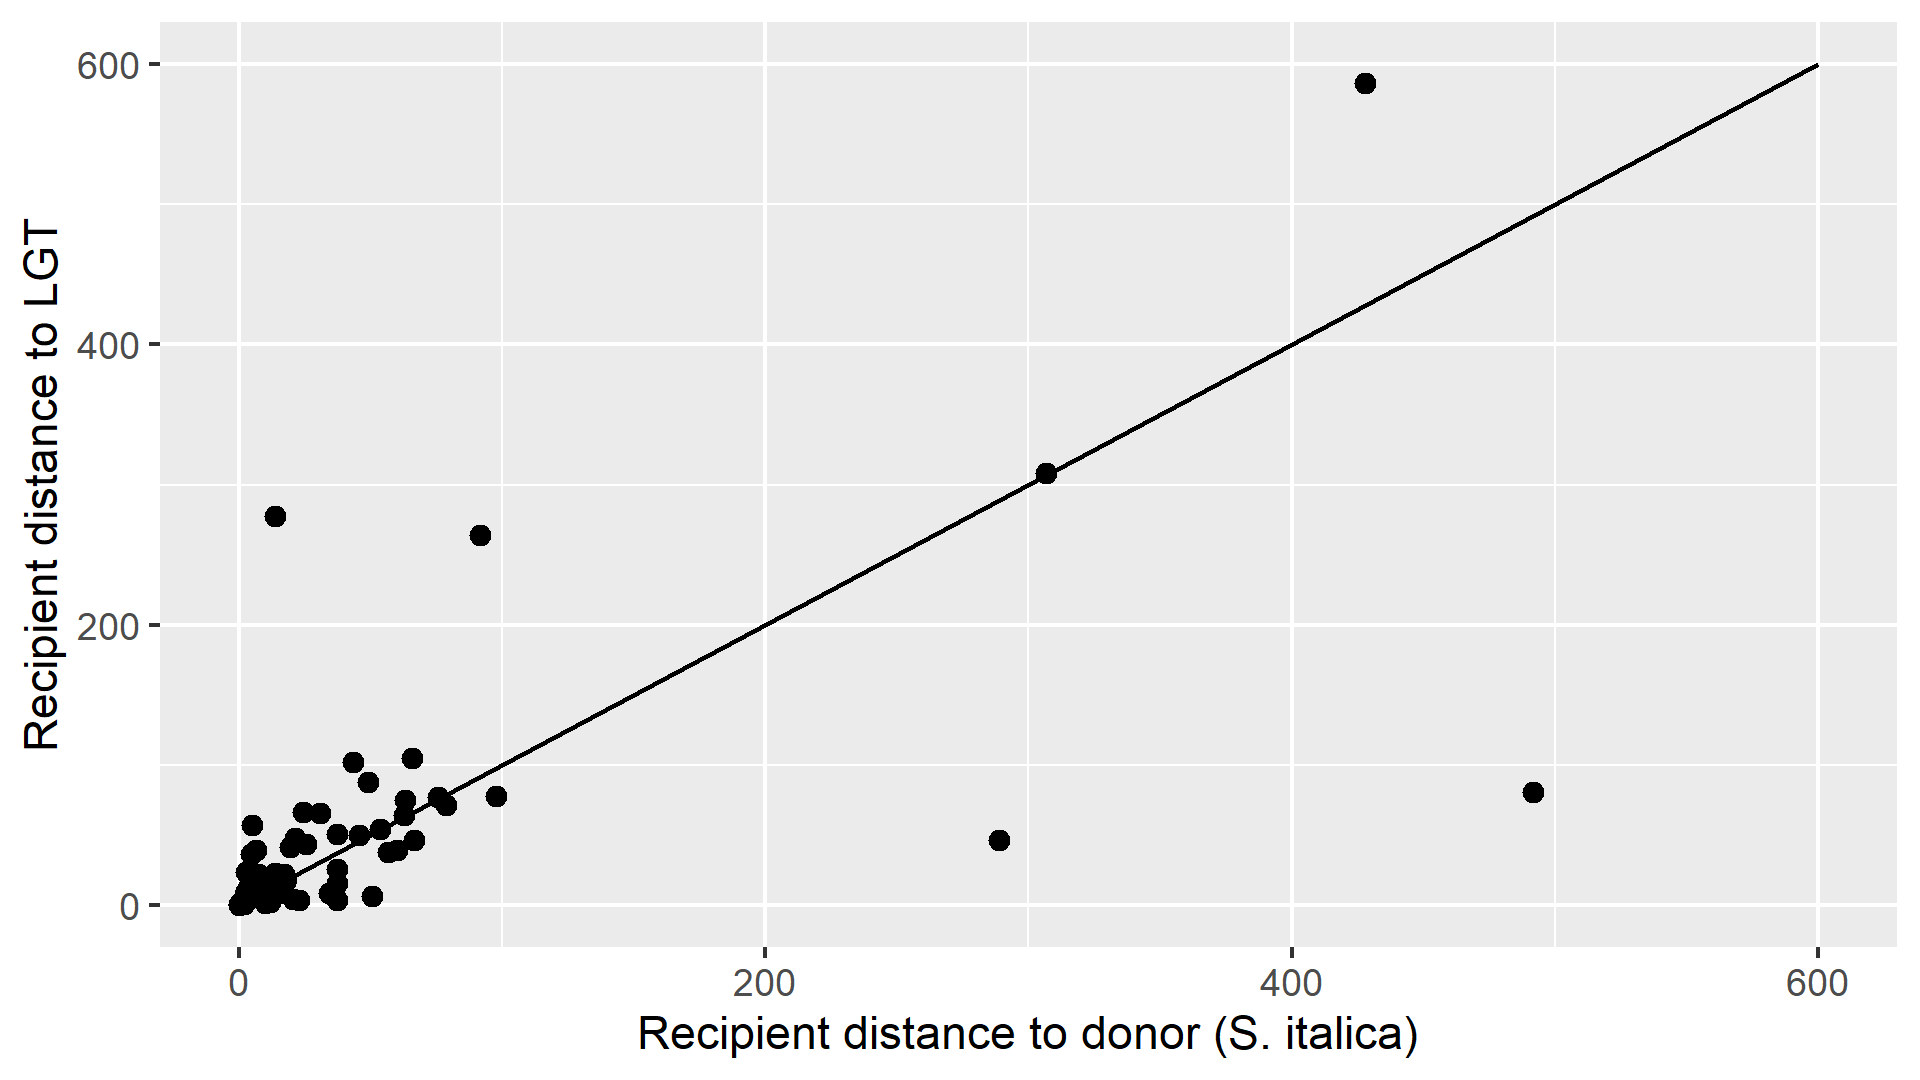 Recipient distance to LGT
600
400
200
0
0 200 400 600
Recipient distance to donor (S. italica)